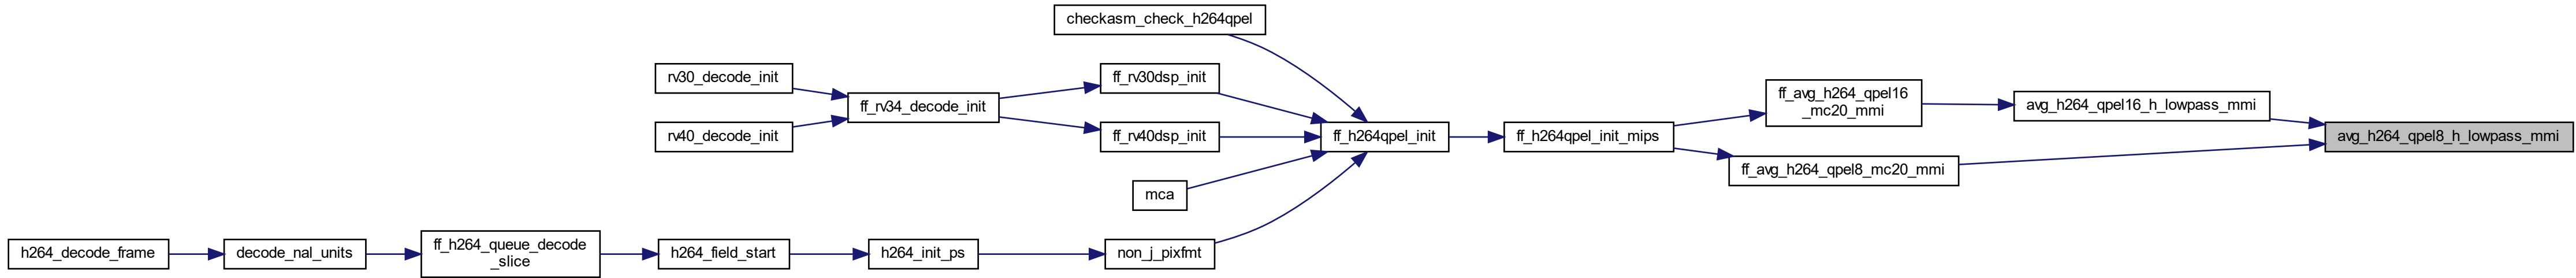 checkasm_check_h264qpel
rv30_decode_init
ff_rv30dsp_init
ff_rv34_decode_init
ff_avg_h264_qpel16
_mc20_mmi
avg_h264_qpel16_h_lowpass_mmi
rv40_decode_init
ff_rv40dsp_init
ff_h264qpel_init
ff_h264qpel_init_mips
avg_h264_qpel8_h_lowpass_mmi
ff_avg_h264_qpel8_mc20_mmi
mca
h264_decode_frame
decode_nal_units
ff_h264_queue_decode
_slice
h264_field_start
h264_init_ps
non_j_pixfmt